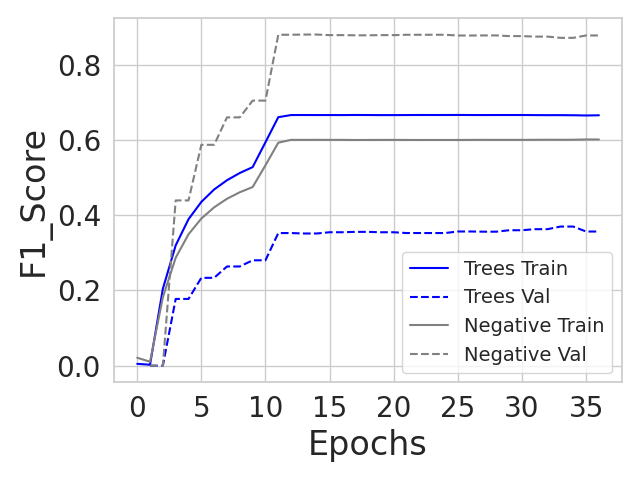 F1_Score
0.8
0.6
0.4
0.2
0.0
0 5 10 15 20 25 30 35
Epochs
Trees Train
Trees Val
Negative Train
Negative Val